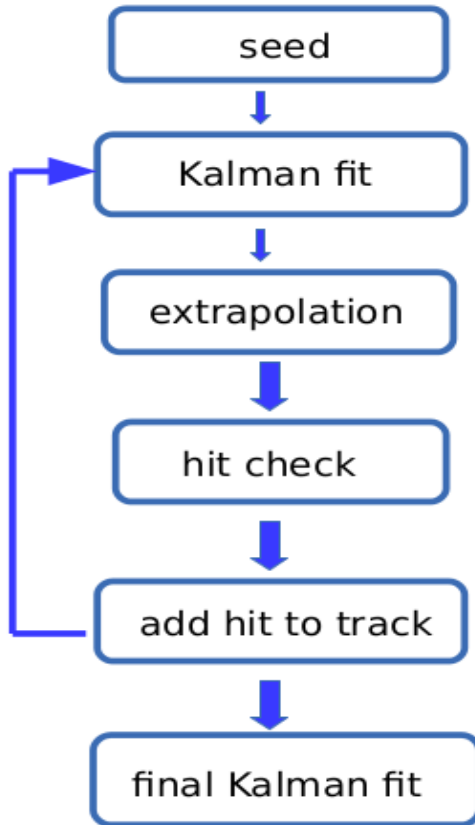 seed
Kalman fit
extrapolation
hit check
add hit to track
final Kalman fit